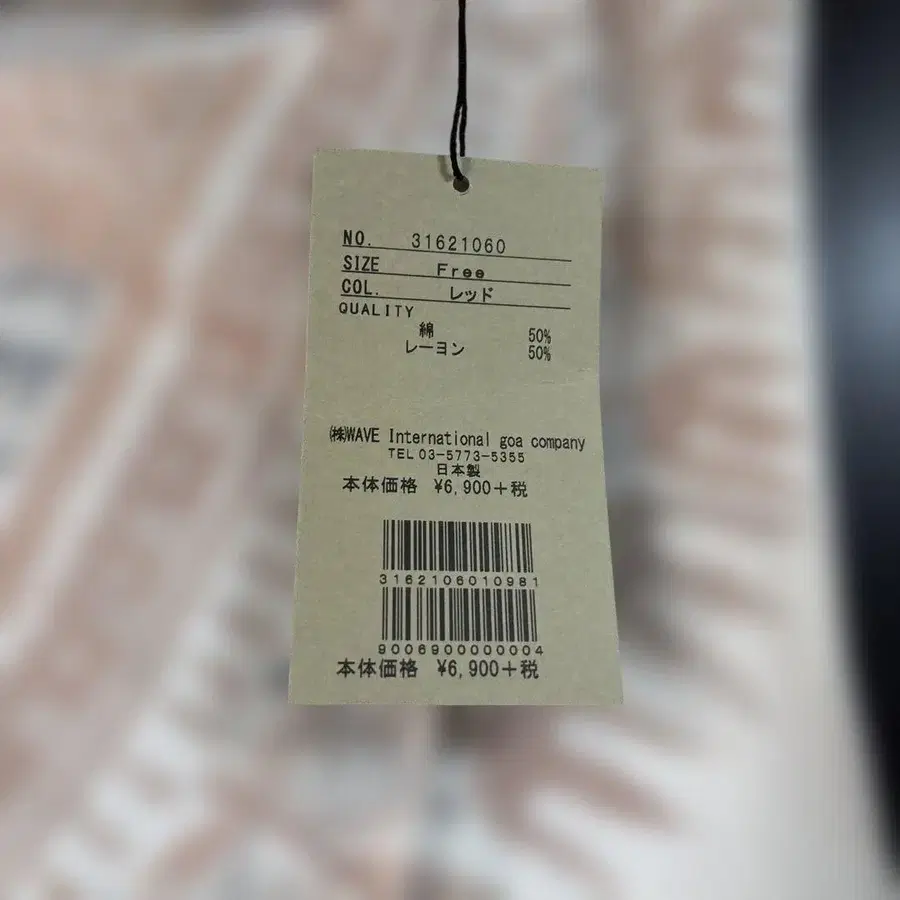 NO. 31621060
SIZE Free
COL. レッド
QUALITY
綿 50%
レーヨン 50%
㈱WAVE International goa company
TEL 03-5773-5355
日本製
本体価格 ¥6,900+税
3162106010981
9006900000004
本体価格 ¥6,900+税